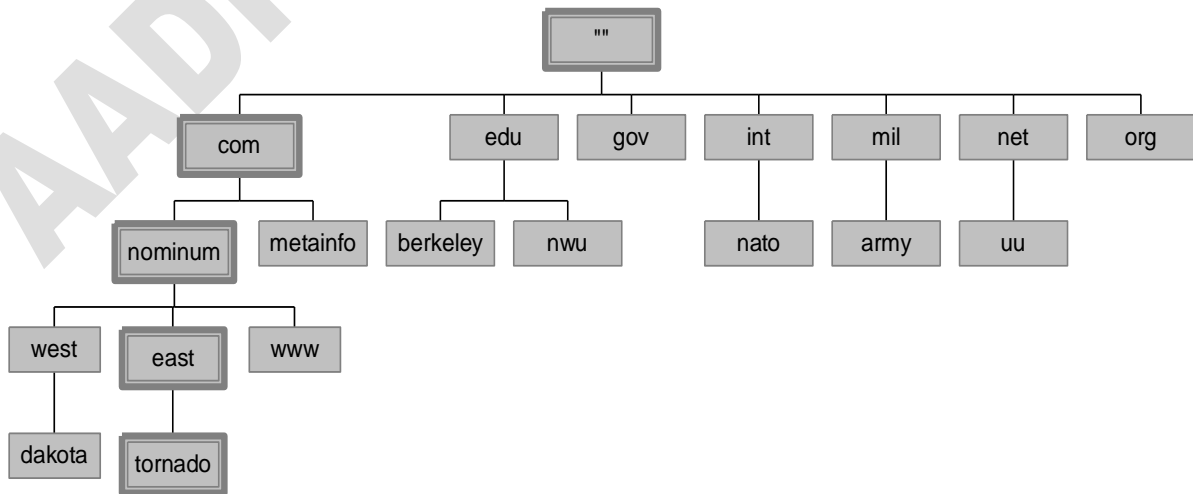 ""
com edu gov int mil net org
nominum metainfo berkeley nwu nato army uu
west east www
dakota tornado